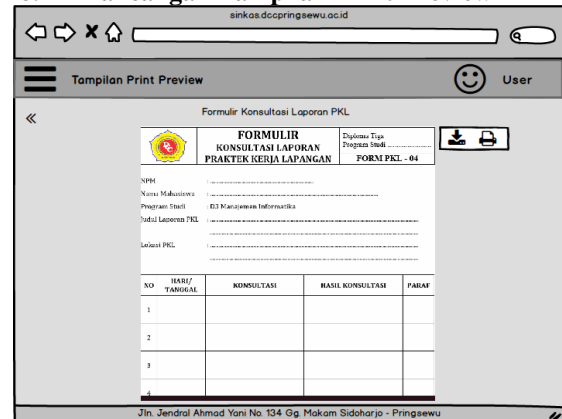 sinkas.dccpringsewu.ac.id
Tampilan Print Preview
User
«
Formulir Konsultasi Laporan PKL
FORMULIR
KONSULTASI LAPORAN
PRAKTEK KERJA LAPANGAN
Diploma Tiga
Program Studi ..................
FORM PKL - 04
NPM :
Nama Mahasiswa :
Program Studi : D3 Manajemen Informatika
Judul Laporan PKL :
Lokasi PKL :
NO HARI/TANGGAL KONSULTASI HASIL KONSULTASI PARAF
1
2
3
4
Jln. Jendral Ahmad Yani No. 134 Gg. Makam Sidoharjo - Pringsewu